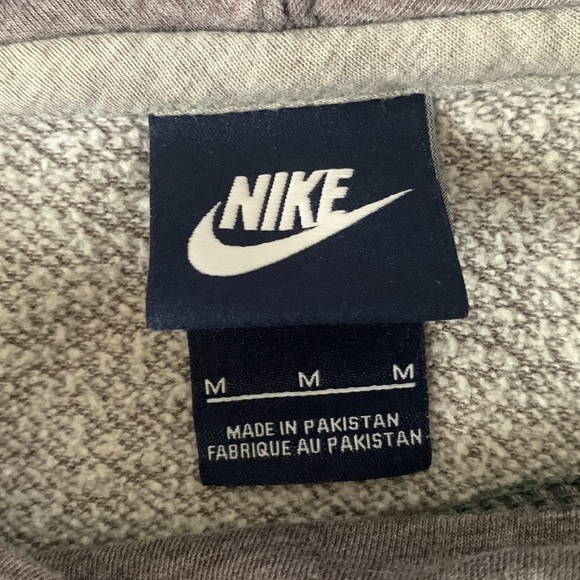 NIKE
M M M
MADE IN PAKISTAN
FABRIQUE AU PAKISTAN